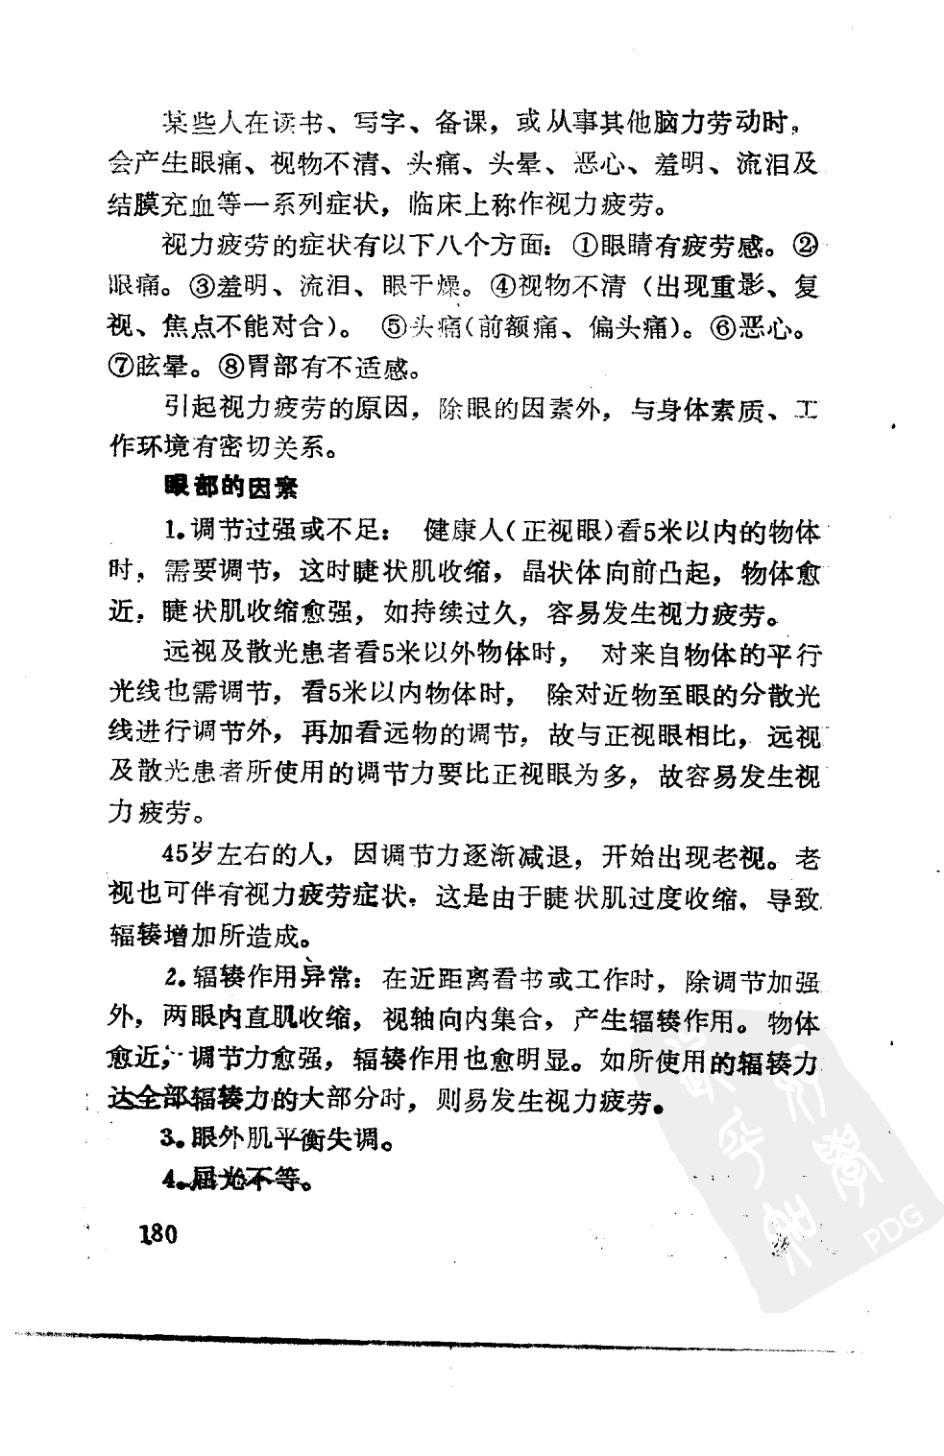 某些人在读书、写字、备课，或从事其他脑力劳动时，
会产生眼痛、视物不清、头痛、头晕、恶心、羞明、流泪及
结膜充血等一系列症状，临床上称作视力疲劳。
视力疲劳的症状有以下八个方面：①眼睛有疲劳感。②
眼痛。③羞明、流泪、眼干燥。④视物不清（出现重影、复
视、焦点不能对合）。⑤头痛（前额痛、偏头痛）。⑥恶心。
⑦眩晕。⑧胃部有不适感。
引起视力疲劳的原因，除眼的因素外，与身体素质、工
作环境有密切关系。
眼部的因素
1.调节过强或不足： 健康人（正视眼）看5米以内的物体
时，需要调节，这时睫状肌收缩，晶状体向前凸起，物体愈
近，睫状肌收缩愈强，如持续过久，容易发生视力疲劳。
远视及散光患者看5米以外物体时， 对来自物体的平行
光线也需调节，看5米以内物体时， 除对近物至眼的分散光
线进行调节外，再加看远物的调节，故与正视眼相比，远视
及散光患者所使用的调节力要比正视眼为多，故容易发生视
力疲劳。
45岁左右的人，因调节力逐渐减退，开始出现老视。老
视也可伴有视力疲劳症状，这是由于睫状肌过度收缩，导致
辐辏增加所造成。
2.辐辏作用异常：在近距离看书或工作时，除调节加强
外，两眼内直肌收缩，视轴向内集合，产生辐辏作用。物体
愈近，调节力愈强，辐辏作用也愈明显。如所使用的辐辏力
达全部辐辏力的大部分时，则易发生视力疲劳。
3.眼外肌平衡失调。
4.屈光不等。
180
PDG